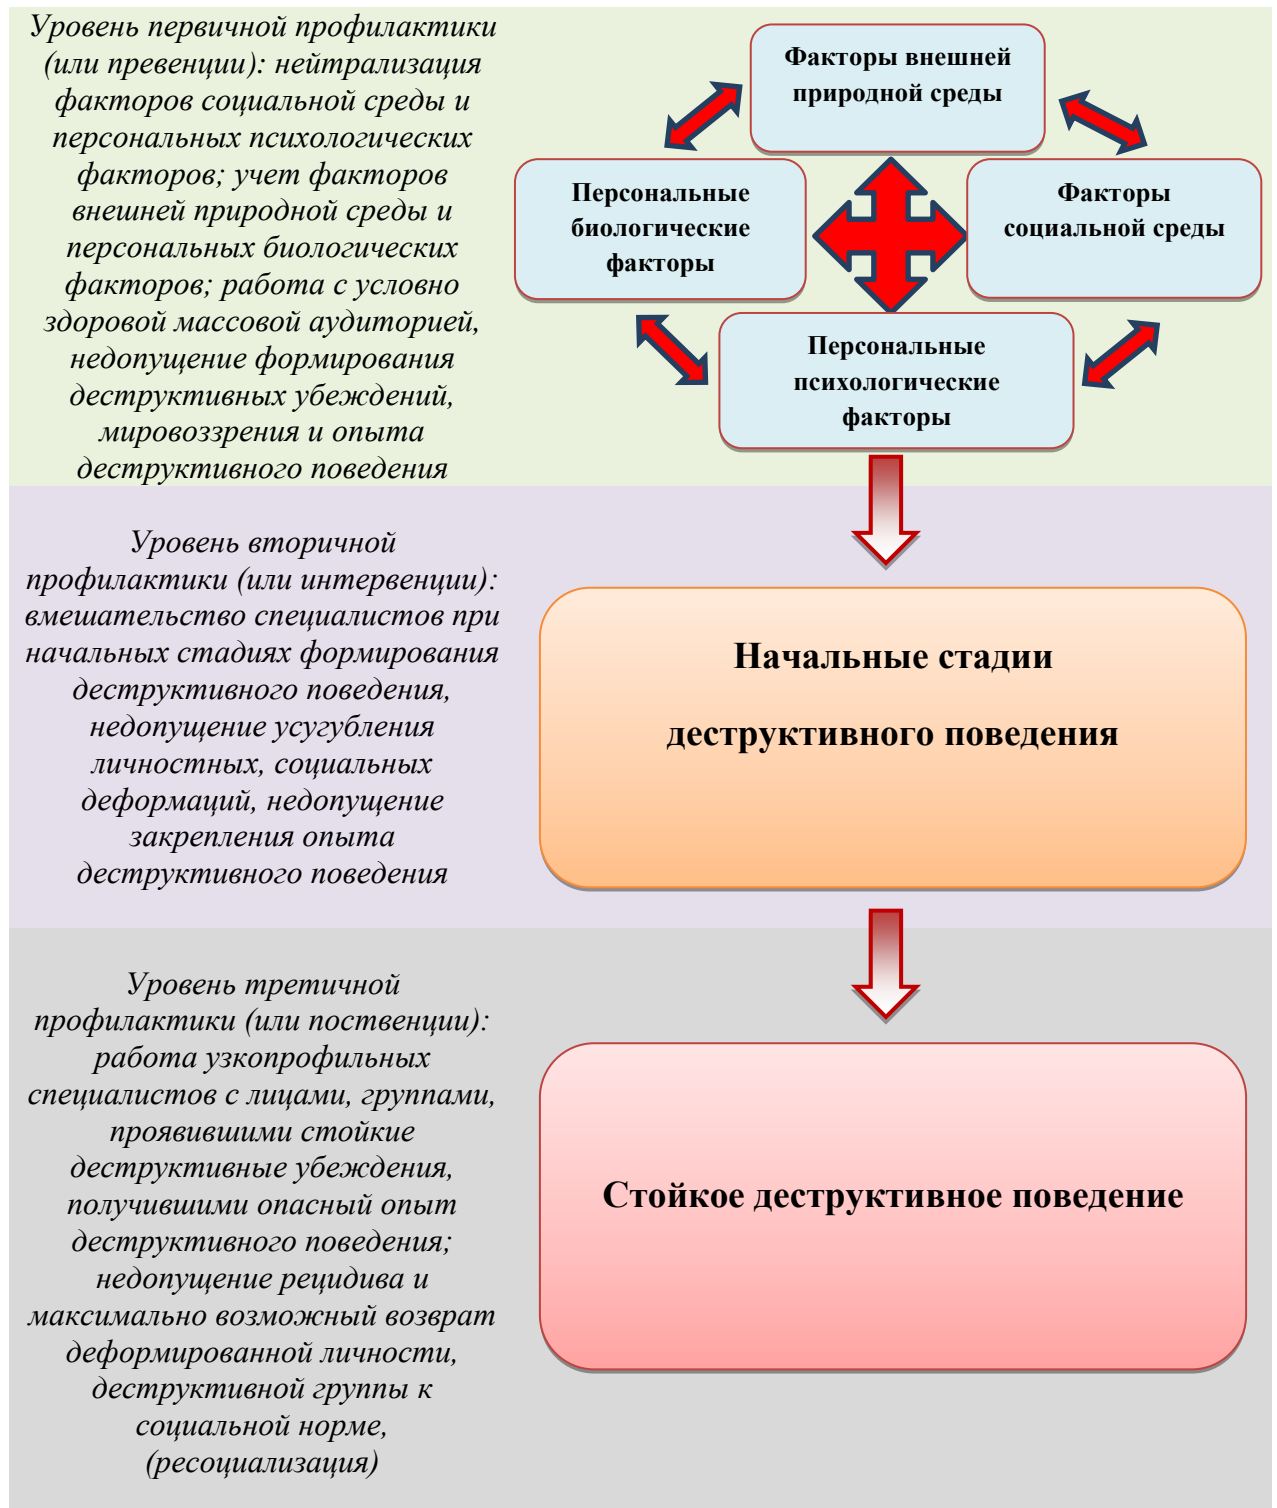 Уровень первичной профилактики
(или превенции): нейтрализация
факторов социальной среды и
персональных психологических
факторов; учет факторов
внешней природной среды и
персональных биологических
факторов; работа с условно
здоровой массовой аудиторией,
недопущение формирования
деструктивных убеждений,
мировоззрения и опыта
деструктивного поведения
Факторы внешней
природной среды
Персональные
биологические
факторы
Факторы
социальной среды
Персональные
психологические
факторы
Уровень вторичной
профилактики (или интервенции):
вмешательство специалистов при
начальных стадиях формирования
деструктивного поведения,
недопущение усугубления
личностных, социальных
деформаций, недопущение
закрепления опыта
деструктивного поведения
Начальные стадии
деструктивного поведения
Уровень третичной
профилактики (или поственции):
работа узкопрофильных
специалистов с лицами, группами,
проявившими стойкие
деструктивные убеждения,
получившими опасный опыт
деструктивного поведения;
недопущение рецидива и
максимально возможный возврат
деформированной личности,
деструктивной группы к
социальной норме,
(ресоциализация)
Стойкое деструктивное поведение